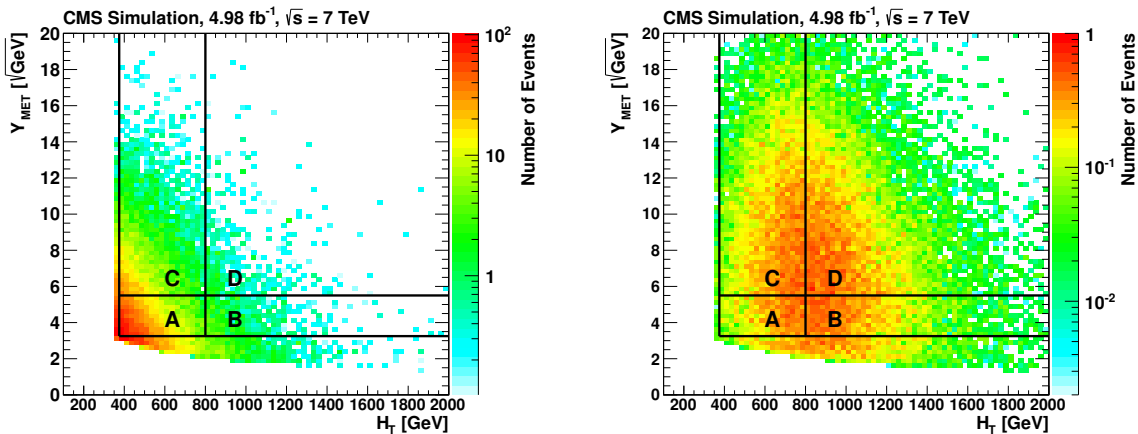 CMS Simulation, 4.98 fb⁻¹, √s = 7 TeV
Y_MET [√GeV]
20
18
16
14
12
10
8
6
4
2
0
C D
A B
200 400 600 800 1000 1200 1400 1600 1800 2000
H_T [GeV]
10²
10
1
Number of Events
CMS Simulation, 4.98 fb⁻¹, √s = 7 TeV
Y_MET [√GeV]
20
18
16
14
12
10
8
6
4
2
0
C D
A B
200 400 600 800 1000 1200 1400 1600 1800 2000
H_T [GeV]
1
10⁻¹
10⁻²
Number of Events